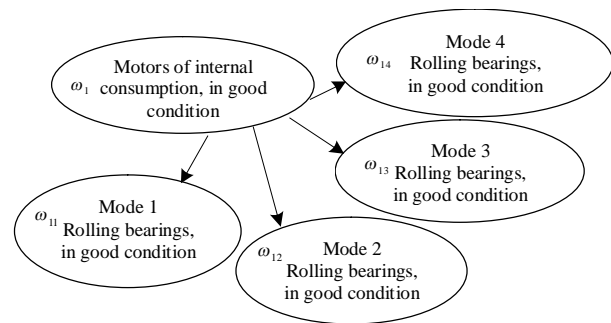 Motors of internal
ω₁ consumption, in good
condition
Mode 4
ω₁₄ Rolling bearings,
in good condition
Mode 3
ω₁₃ Rolling bearings,
in good condition
Mode 1
ω₁₁ Rolling bearings,
in good condition
Mode 2
ω₁₂ Rolling bearings,
in good condition